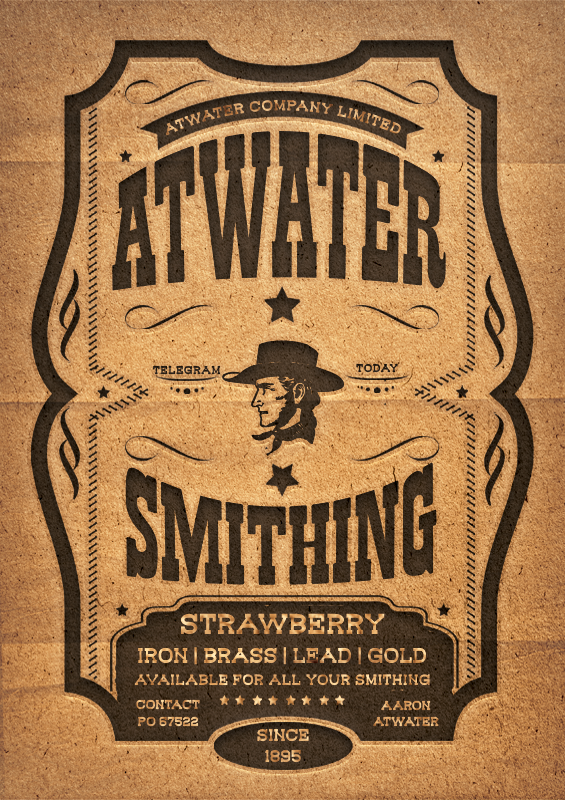 ATWATER COMPANY LIMITED
ATWATER
TELEGRAM TODAY
SMITHING
STRAWBERRY
IRON | BRASS | LEAD | GOLD
AVAILABLE FOR ALL YOUR SMITHING
CONTACT
PO 67522
AARON
ATWATER
SINCE
1895